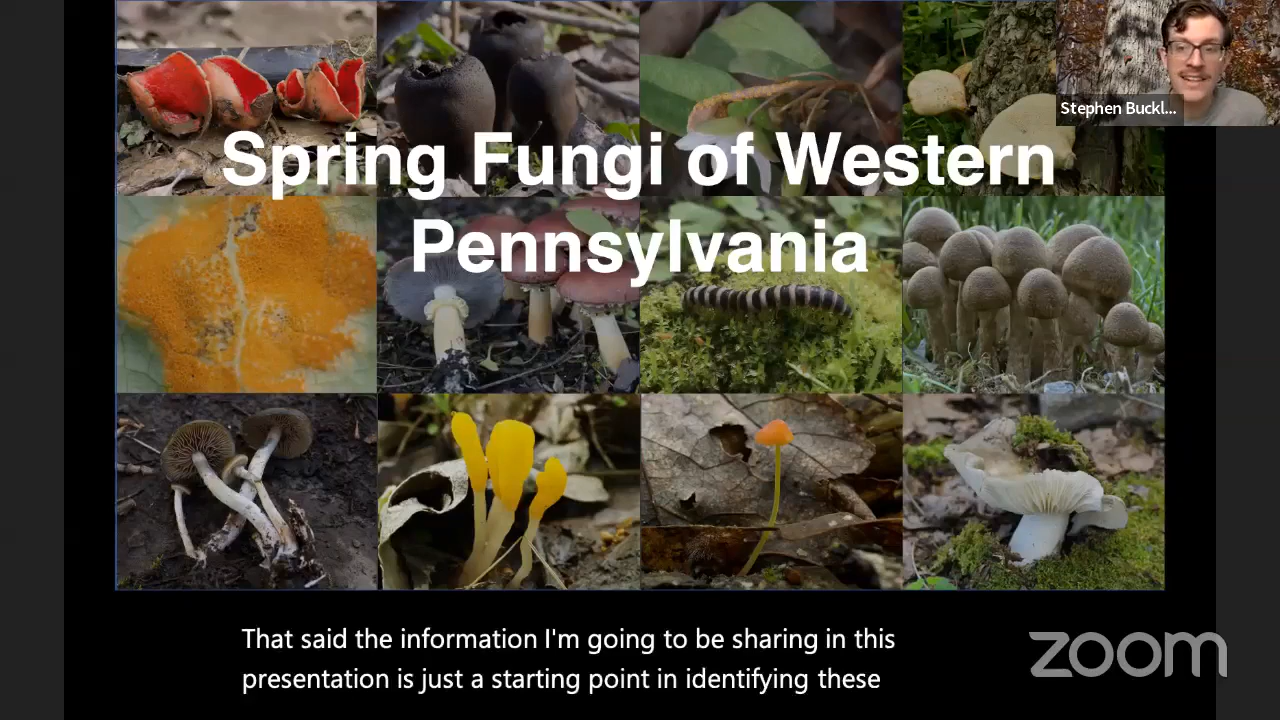 Stephen Buckl...
Spring Fungi of Western
Pennsylvania
That said the information I'm going to be sharing in this
presentation is just a starting point in identifying these
zoom